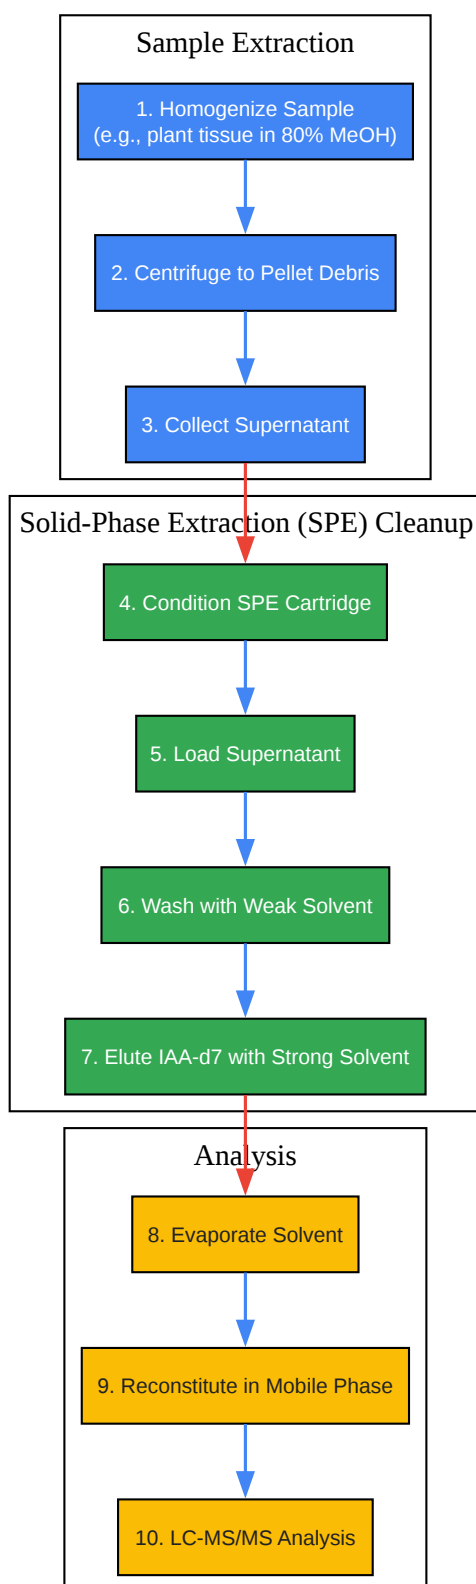 Sample Extraction
1. Homogenize Sample
(e.g., plant tissue in 80% MeOH)
2. Centrifuge to Pellet Debris
3. Collect Supernatant
Solid-Phase Extraction (SPE) Cleanup
4. Condition SPE Cartridge
5. Load Supernatant
6. Wash with Weak Solvent
7. Elute IAA-d7 with Strong Solvent
Analysis
8. Evaporate Solvent
9. Reconstitute in Mobile Phase
10. LC-MS/MS Analysis